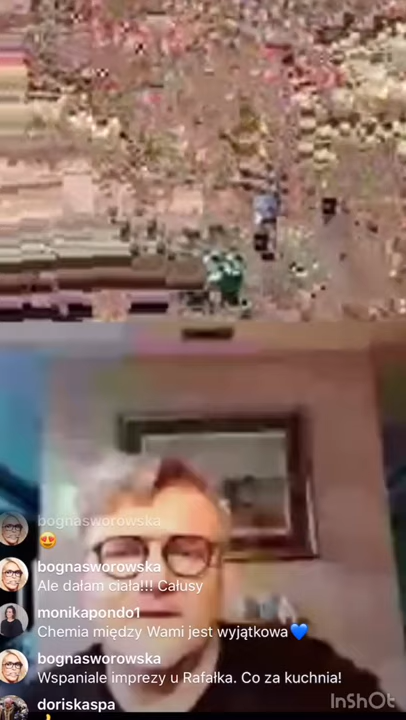 bognasworowska
😍
bognasworowska
Ale dałam ciała!!! Całusy
monikapondo1
Chemia między Wami jest wyjątkowa💙
bognasworowska
Wspaniale imprezy u Rafałka. Co za kuchnia!
doriskaspa
InShOt